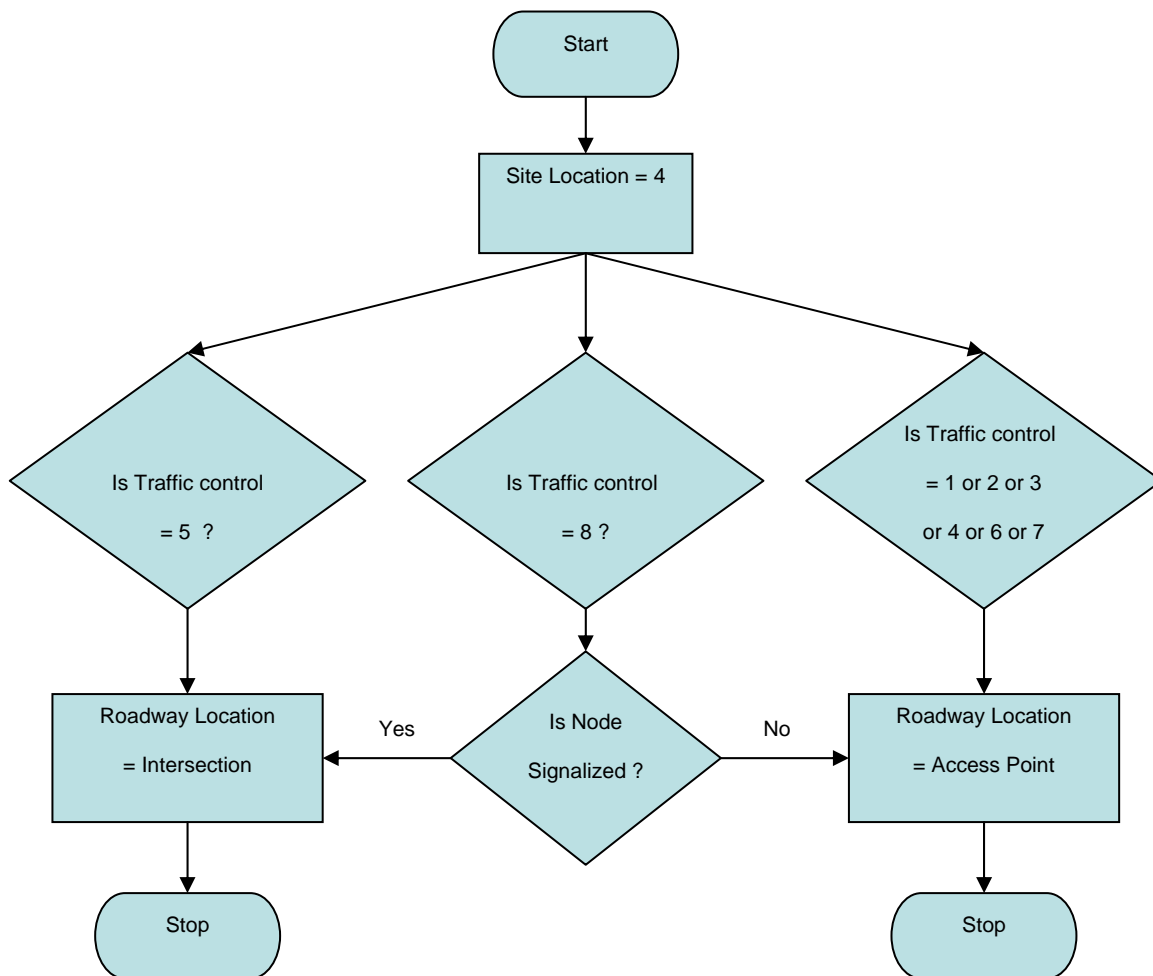 Start
Site Location = 4
Is Traffic control
= 5 ?
Is Traffic control
= 8 ?
Is Traffic control
= 1 or 2 or 3
or 4 or 6 or 7
Roadway Location
= Intersection
Yes
Is Node
Signalized ?
No
Roadway Location
= Access Point
Stop
Stop